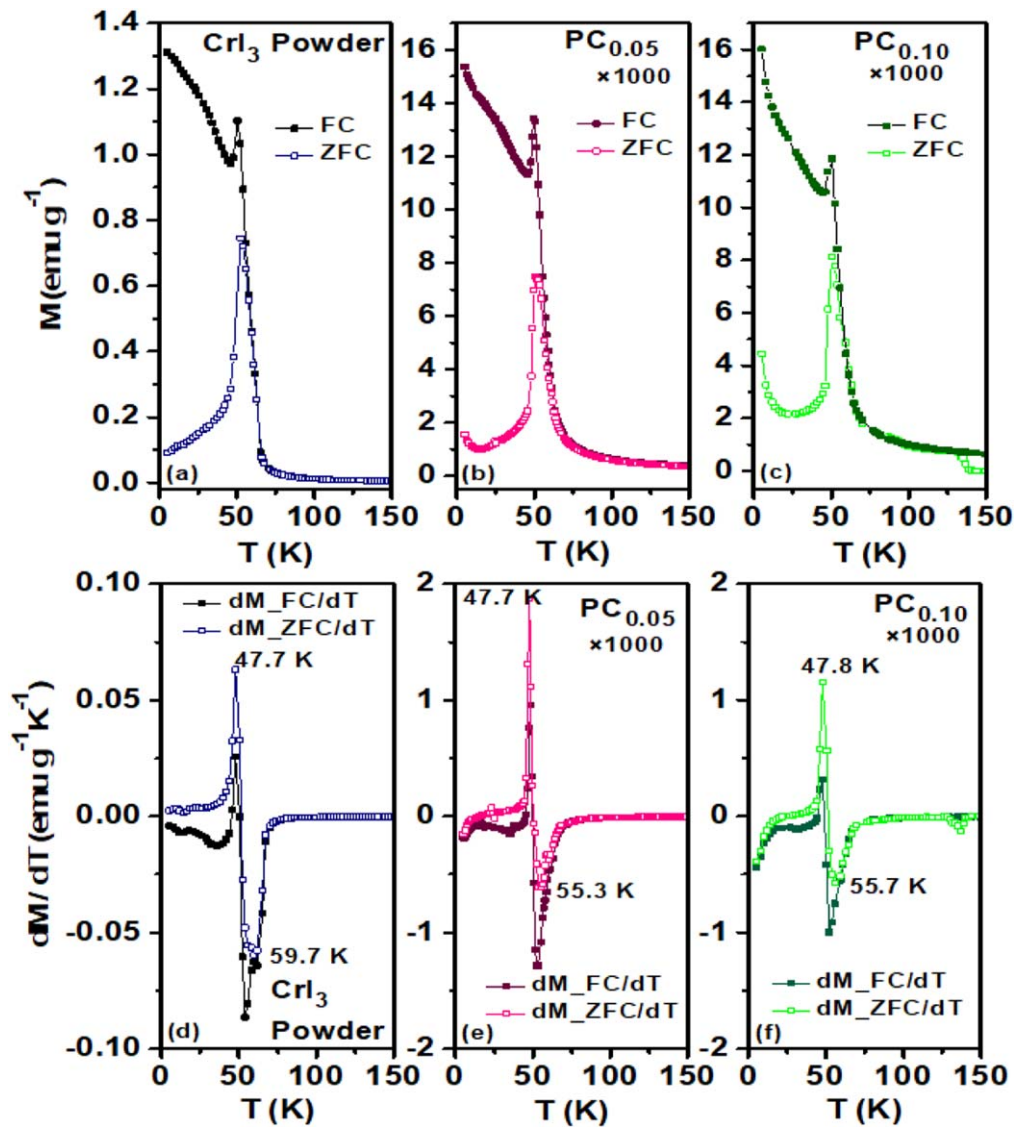 CrI3 Powder
FC
ZFC
M(emu g-1)
1.4
1.2
1.0
0.8
0.6
0.4
0.2
0.0
(a)
0 50 100 150
T (K)
PC0.05
×1000
FC
ZFC
16
14
12
10
8
6
4
2
0
(b)
0 50 100 150
T (K)
PC0.10
×1000
FC
ZFC
16
14
12
10
8
6
4
2
0
(c)
0 50 100 150
T (K)
dM_FC/dT
dM_ZFC/dT
47.7 K
dM/dT(emu g-1K-1)
0.10
0.05
0.00
-0.05
-0.10
59.7 K
CrI3
Powder
(d)
0 50 100 150
T (K)
47.7 K
PC0.05
×1000
2
1
0
-1
-2
55.3 K
dM_FC/dT
dM_ZFC/dT
(e)
0 50 100 150
T (K)
PC0.10
×1000
47.8 K
2
1
0
-1
-2
55.7 K
dM_FC/dT
dM_ZFC/dT
(f)
0 50 100 150
T (K)